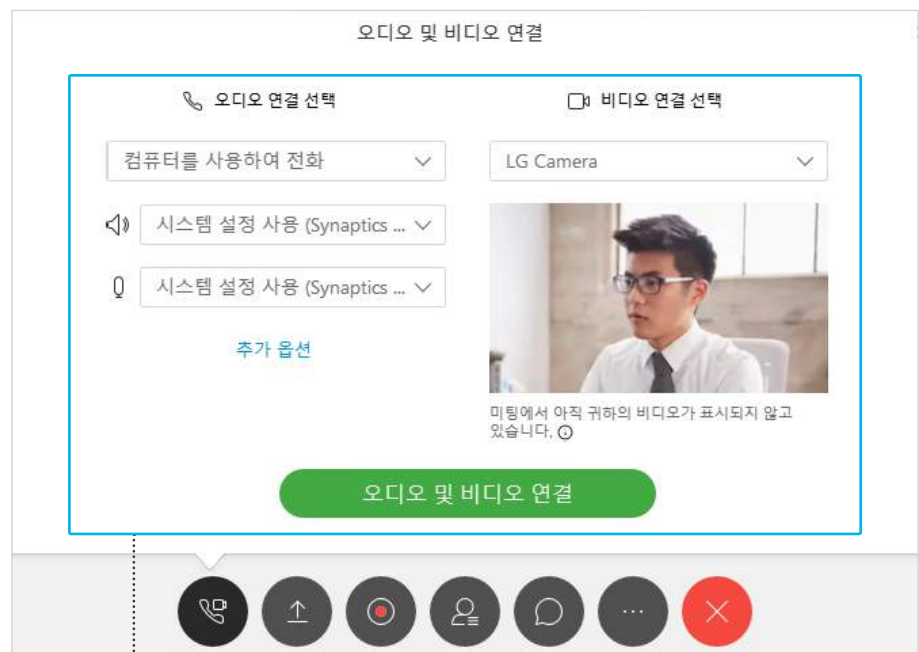 오디오 및 비디오 연결
오디오 연결 선택
컴퓨터를 사용하여 전화
시스템 설정 사용 (Synaptics ...
시스템 설정 사용 (Synaptics ...
추가 옵션
비디오 연결 선택
LG Camera
미팅에서 아직 귀하의 비디오가 표시되지 않고
있습니다.
오디오 및 비디오 연결